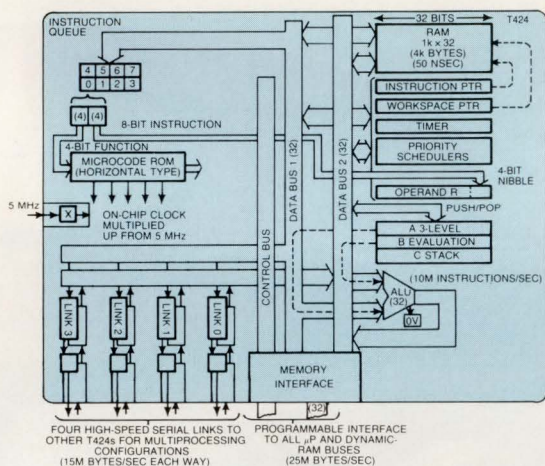 INSTRUCTION
QUEUE
4 5 6 7
0 1 2 3
(4) (4)
8-BIT INSTRUCTION
4-BIT FUNCTION
MICROCODE ROM
(HORIZONTAL TYPE)
5 MHz
X
ON-CHIP CLOCK
MULTIPLIED
UP FROM 5 MHz
CONTROL BUS
DATA BUS 1 (32)
DATA BUS 2 (32)
32 BITS
T424
RAM
1k x 32
(4k BYTES)
(50 NSEC)
INSTRUCTION PTR
WORKSPACE PTR
TIMER
PRIORITY
SCHEDULERS
4-BIT
NIBBLE
OPERAND R
PUSH/POP
A 3-LEVEL
B EVALUATION
C STACK
(10M INSTRUCTIONS/SEC)
ALU
(32)
0V
LINK 3
LINK 2
LINK 1
LINK 0
MEMORY
INTERFACE
(32)
FOUR HIGH-SPEED SERIAL LINKS TO
OTHER T424s FOR MULTIPROCESSING
CONFIGURATIONS
(15M BYTES/SEC EACH WAY)
PROGRAMMABLE INTERFACE
TO ALL µP AND DYNAMIC-
RAM BUSES
(25M BYTES/SEC)